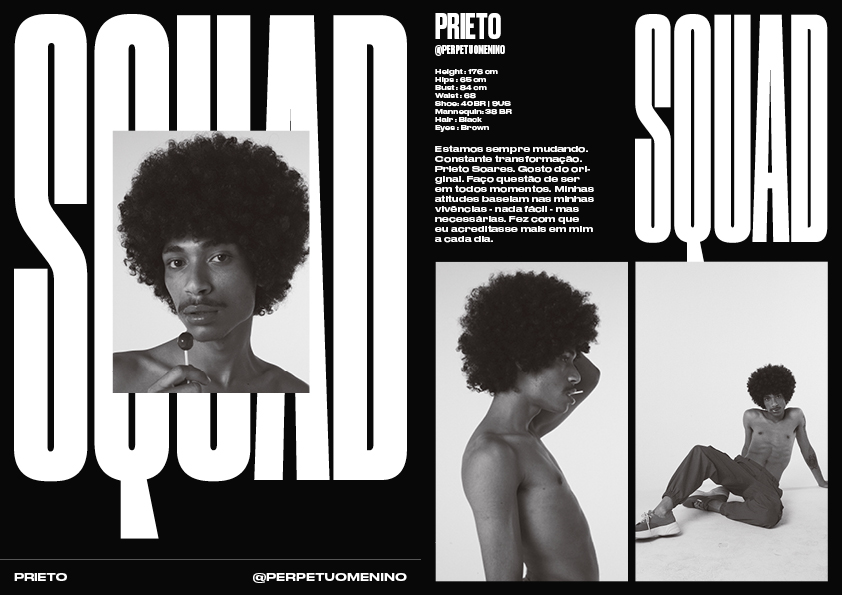 SQUAD
PRIETO
@PERPETUOMENINO
PRIETO
@PERPETUOMENINO
Height : 176 cm
Hips : 65 cm
Bust : 84 cm
Waist : 68
Shoe: 40 BR | 9US
Mannequin: 38 BR
Hair : Black
Eyes : Brown
Estamos sempre mudando.
Constante transformação.
Prieto Soares. Gosto do ori-
ginal. Faço questão de ser
em todos momentos. Minhas
atitudes baseiam nas minhas
vivências - nada fácil - mas
necessárias. Fez com que
eu acreditasse mais em mim
a cada dia.
SQUAD